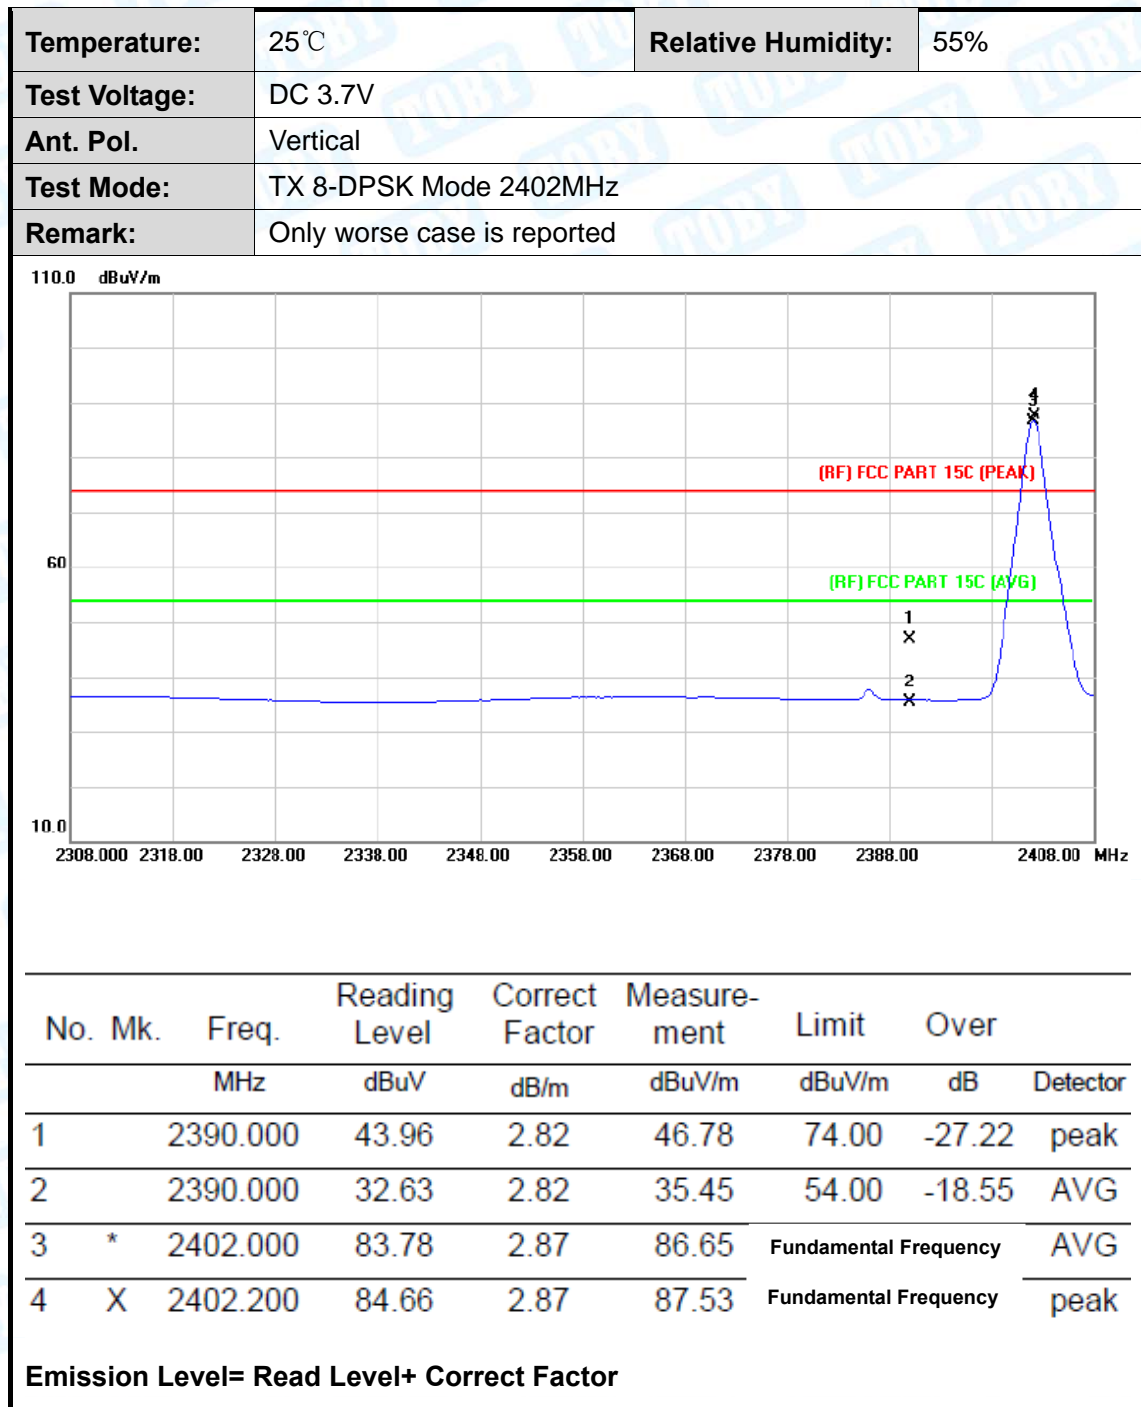 Temperature: 25℃ Relative Humidity: 55%
Test Voltage: DC 3.7V
Ant. Pol. Vertical
Test Mode: TX 8-DPSK Mode 2402MHz
Remark: Only worse case is reported
110.0 dBuV/m
4
3
(RF) FCC PART 15C (PEAK)
60
(RF) FCC PART 15C (AVG)
1
X
2
X
10.0
2308.000 2318.00 2328.00 2338.00 2348.00 2358.00 2368.00 2378.00 2388.00 2408.00 MHz
No. Mk. Freq. Reading Level Correct Factor Measure-ment Limit Over
MHz dBuV dB/m dBuV/m dBuV/m dB Detector
1 2390.000 43.96 2.82 46.78 74.00 -27.22 peak
2 2390.000 32.63 2.82 35.45 54.00 -18.55 AVG
3 * 2402.000 83.78 2.87 86.65 Fundamental Frequency AVG
4 X 2402.200 84.66 2.87 87.53 Fundamental Frequency peak
Emission Level= Read Level+ Correct Factor
TOBY